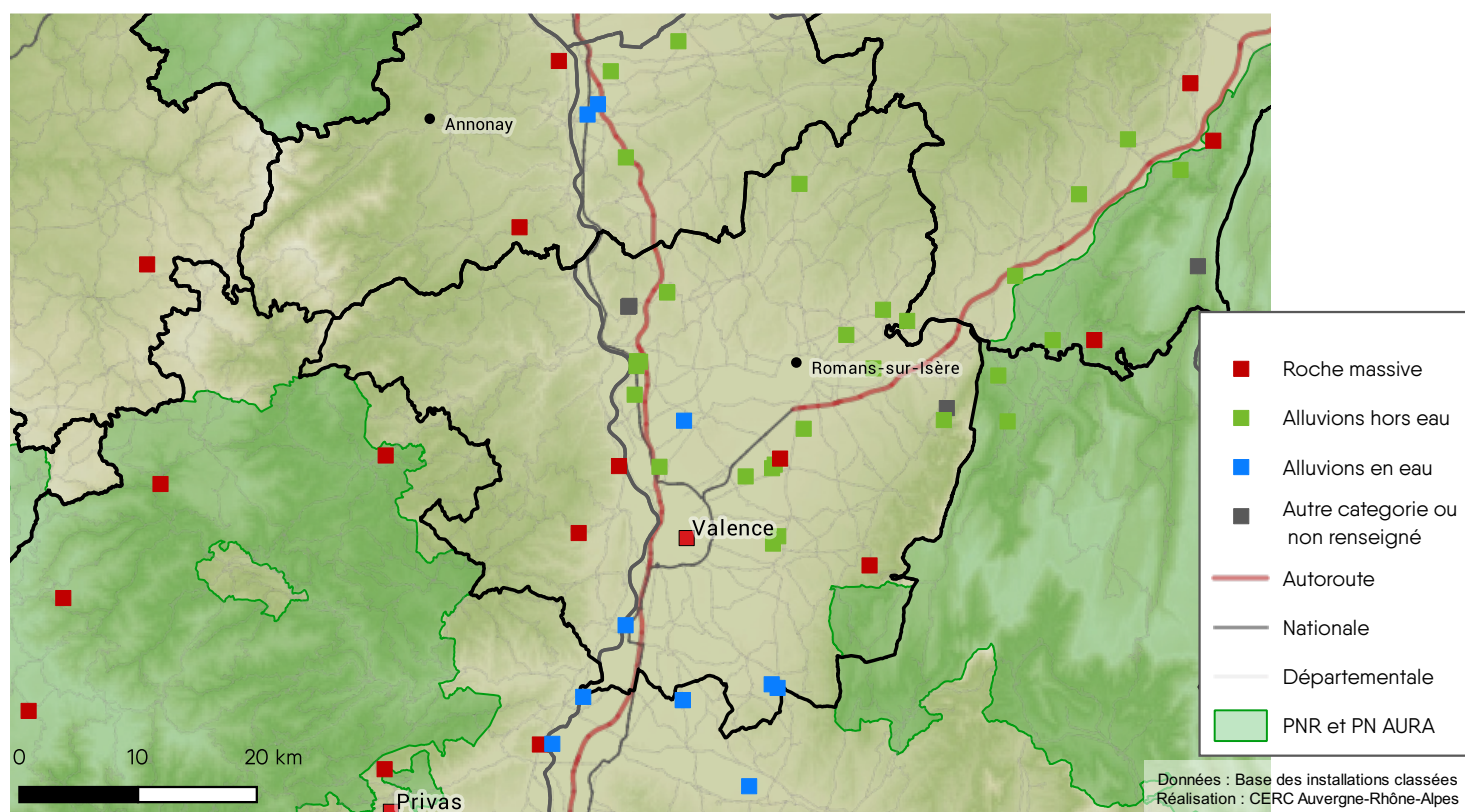 Annonay
Romans-sur-Isère
Valence
Privas
0 10 20 km
Roche massive
Alluvions hors eau
Alluvions en eau
Autre categorie ou
non renseigné
Autoroute
Nationale
Départementale
PNR et PN AURA
Données : Base des installations classées
Réalisation : CERC Auvergne-Rhône-Alpes